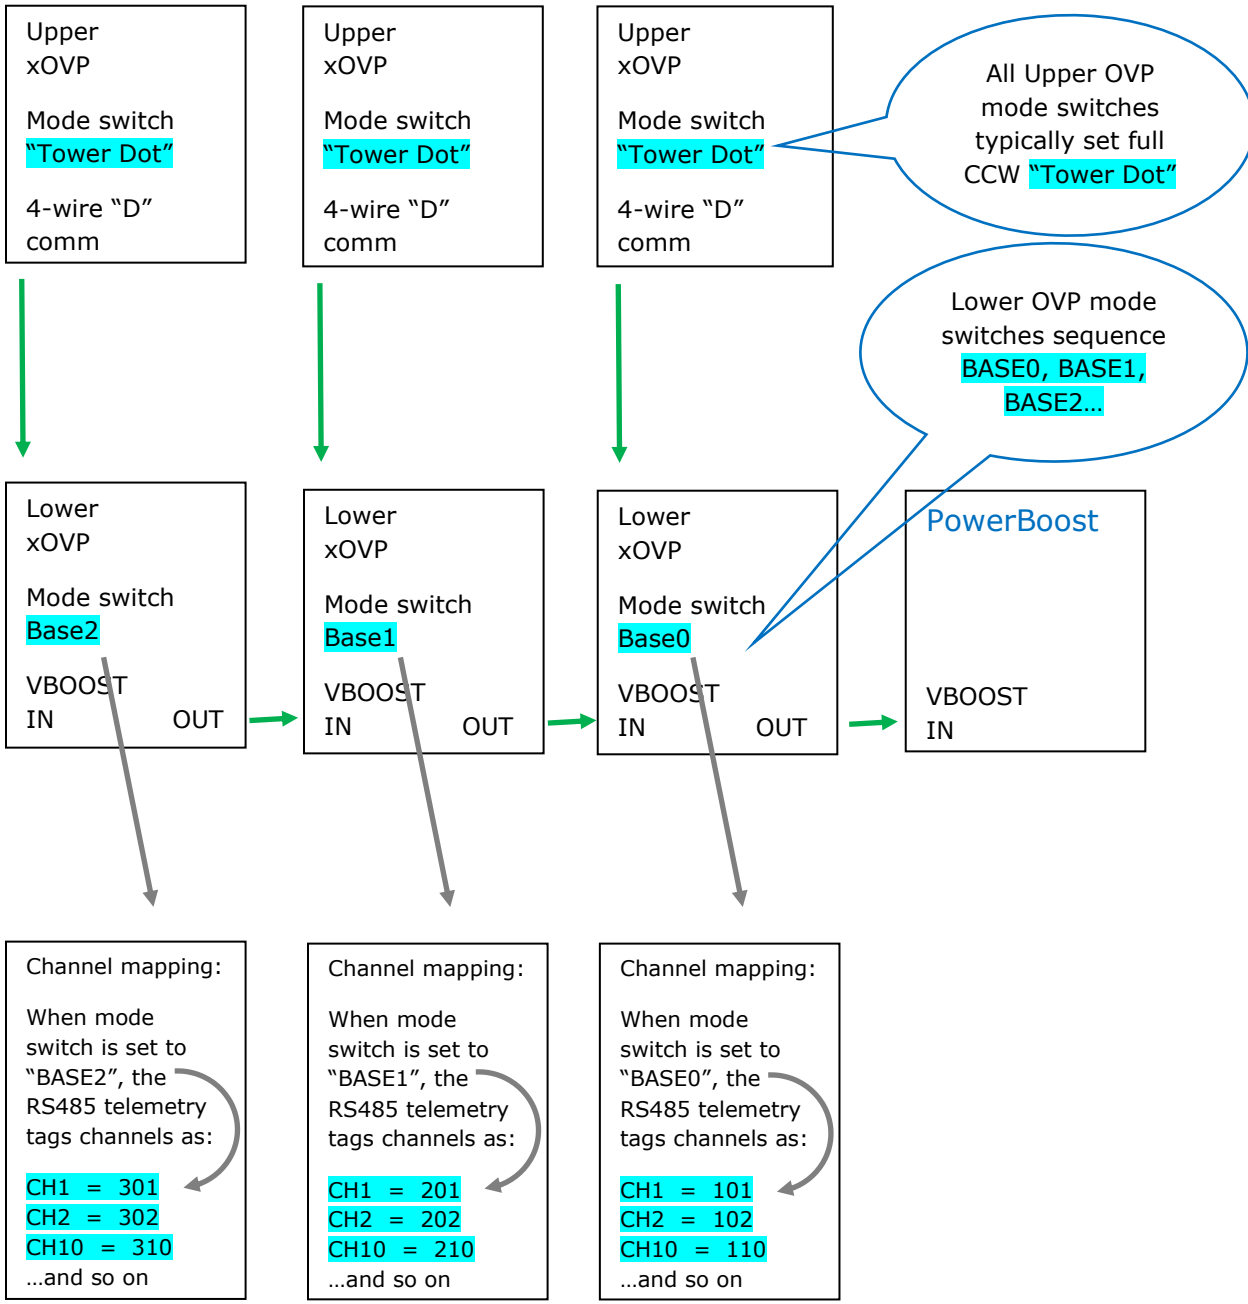 Upper
xOVP
Mode switch
“Tower Dot”
4-wire “D”
comm
Upper
xOVP
Mode switch
“Tower Dot”
4-wire “D”
comm
Upper
xOVP
Mode switch
“Tower Dot”
4-wire “D”
comm
All Upper OVP
mode switches
typically set full
CCW “Tower Dot”
Lower OVP mode
switches sequence
BASE0, BASE1,
BASE2…
Lower
xOVP
Mode switch
Base2
VBOOST
IN OUT
Lower
xOVP
Mode switch
Base1
VBOOST
IN OUT
Lower
xOVP
Mode switch
Base0
VBOOST
IN OUT
PowerBoost
VBOOST
IN
Channel mapping:
When mode
switch is set to
“BASE2”, the
RS485 telemetry
tags channels as:
CH1 = 301
CH2 = 302
CH10 = 310
…and so on
Channel mapping:
When mode
switch is set to
“BASE1”, the
RS485 telemetry
tags channels as:
CH1 = 201
CH2 = 202
CH10 = 210
…and so on
Channel mapping:
When mode
switch is set to
“BASE0”, the
RS485 telemetry
tags channels as:
CH1 = 101
CH2 = 102
CH10 = 110
…and so on